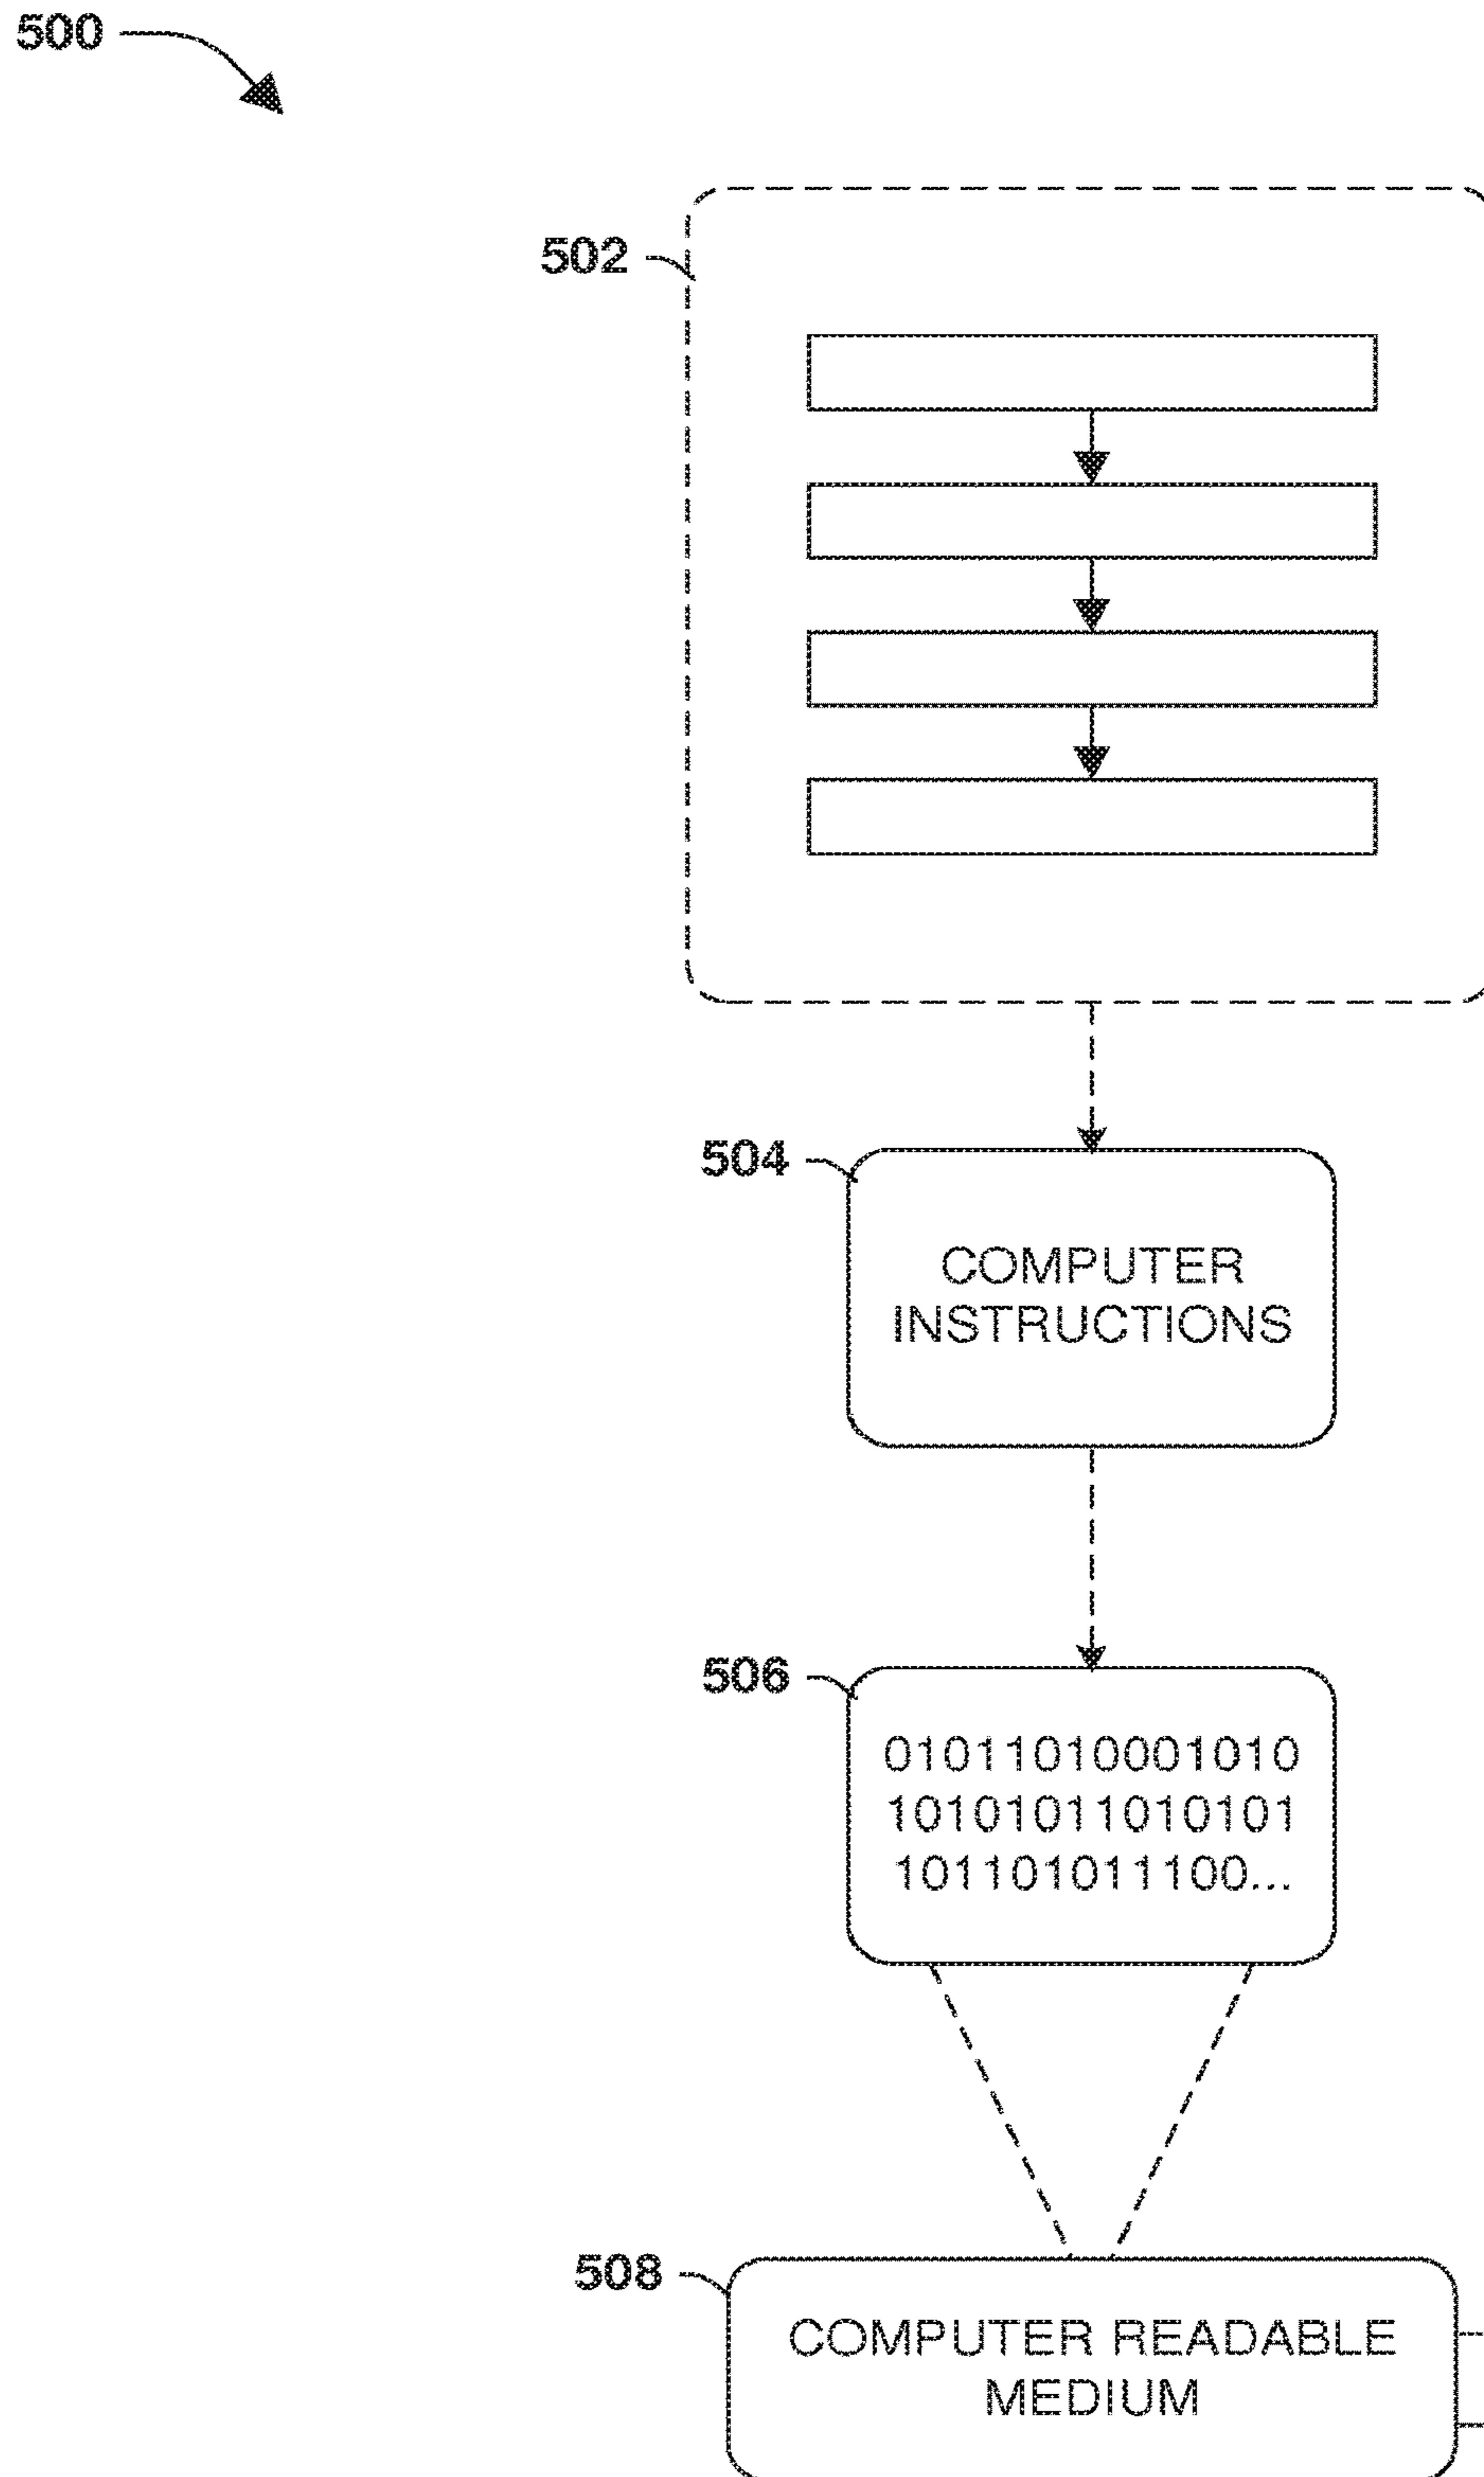 500
502
504
COMPUTER
INSTRUCTIONS
506
01011010001010
10101011010101
101101011100...
508
COMPUTER READABLE
MEDIUM